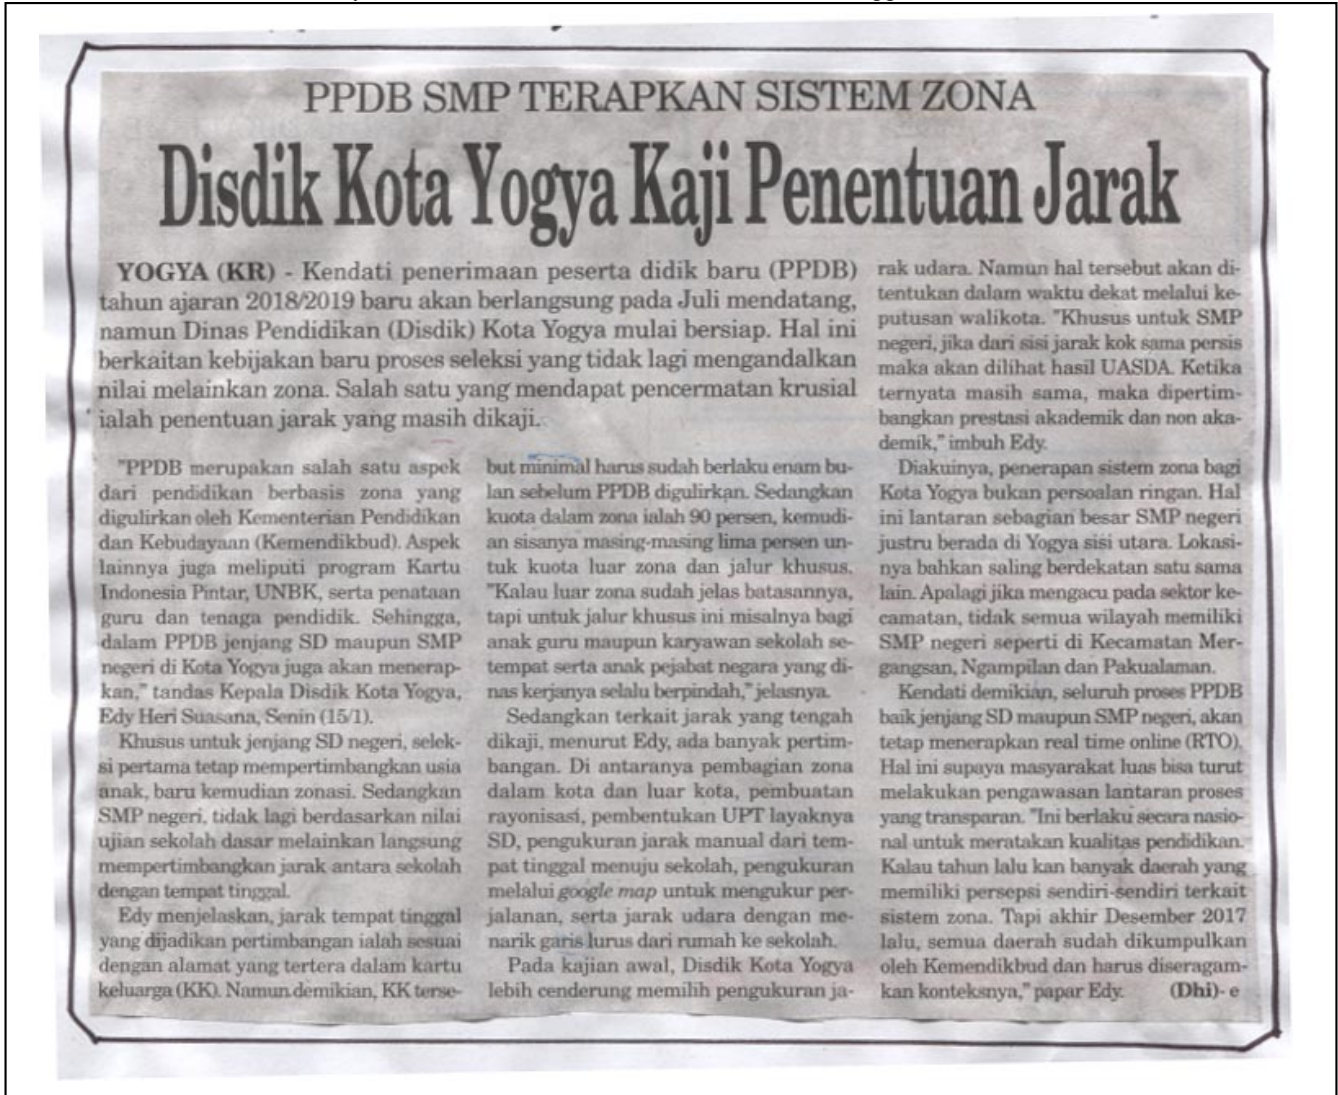 PPDB SMP TERAPKAN SISTEM ZONA
Disdik Kota Yogya Kaji Penentuan Jarak
YOGYA (KR) - Kendati penerimaan peserta didik baru (PPDB)
tahun ajaran 2018/2019 baru akan berlangsung pada Juli mendatang,
namun Dinas Pendidikan (Disdik) Kota Yogya mulai bersiap. Hal ini
berkaitan kebijakan baru proses seleksi yang tidak lagi mengandalkan
nilai melainkan zona. Salah satu yang mendapat pencermatan krusial
ialah penentuan jarak yang masih dikaji.
"PPDB merupakan salah satu aspek
dari pendidikan berbasis zona yang
digulirkan oleh Kementerian Pendidikan
dan Kebudayaan (Kemendikbud). Aspek
lainnya juga meliputi program Kartu
Indonesia Pintar, UNBK, serta penataan
guru dan tenaga pendidik. Sehingga,
dalam PPDB jenjang SD maupun SMP
negeri di Kota Yogya juga akan menerap-
kan," tandas Kepala Disdik Kota Yogya,
Edy Heri Suasana, Senin (15/1).
Khusus untuk jenjang SD negeri, selek-
si pertama tetap mempertimbangkan usia
anak, baru kemudian zonasi. Sedangkan
SMP negeri, tidak lagi berdasarkan nilai
ujian sekolah dasar melainkan langsung
mempertimbangkan jarak antara sekolah
dengan tempat tinggal.
Edy menjelaskan, jarak tempat tinggal
yang dijadikan pertimbangan ialah sesuai
dengan alamat yang tertera dalam kartu
keluarga (KK). Namun demikian, KK terse-
but minimal harus sudah berlaku enam bu-
lan sebelum PPDB digulirkan. Sedangkan
kuota dalam zona ialah 90 persen, kemudi-
an sisanya masing-masing lima persen un-
tuk kuota luar zona dan jalur khusus.
"Kalau luar zona sudah jelas batasannya,
tapi untuk jalur khusus ini misalnya bagi
anak guru maupun karyawan sekolah se-
tempat serta anak pejabat negara yang di-
nas kerjanya selalu berpindah," jelasnya.
Sedangkan terkait jarak yang tengah
dikaji, menurut Edy, ada banyak pertim-
bangan. Di antaranya pembagian zona
dalam kota dan luar kota, pembuatan
rayonisasi, pembentukan UPT layaknya
SD, pengukuran jarak manual dari tem-
pat tinggal menuju sekolah, pengukuran
melalui google map untuk mengukur per-
jalanan, serta jarak udara dengan me-
narik garis lurus dari rumah ke sekolah.
Pada kajian awal, Disdik Kota Yogya
lebih cenderung memilih pengukuran ja-
rak udara. Namun hal tersebut akan di-
tentukan dalam waktu dekat melalui ke-
putusan walikota. "Khusus untuk SMP
negeri, jika dari sisi jarak kok sama persis
maka akan dilihat hasil UASDA. Ketika
ternyata masih sama, maka dipertim-
bangkan prestasi akademik dan non aka-
demik," imbuh Edy.
Diakuinya, penerapan sistem zona bagi
Kota Yogya bukan persoalan ringan. Hal
ini lantaran sebagian besar SMP negeri
justru berada di Yogya sisi utara. Lokasi-
nya bahkan saling berdekatan satu sama
lain. Apalagi jika mengacu pada sektor ke-
camatan, tidak semua wilayah memiliki
SMP negeri seperti di Kecamatan Mer-
gangsan, Ngampilan dan Pakualaman.
Kendati demikian, seluruh proses PPDB
baik jenjang SD maupun SMP negeri, akan
tetap menerapkan real time online (RTO).
Hal ini supaya masyarakat luas bisa turut
melakukan pengawasan lantaran proses
yang transparan. "Ini berlaku secara nasio-
nal untuk meratakan kualitas pendidikan.
Kalau tahun lalu kan banyak daerah yang
memiliki persepsi sendiri-sendiri terkait
sistem zona. Tapi akhir Desember 2017
lalu, semua daerah sudah dikumpulkan
oleh Kemendikbud dan harus diseragam-
kan konteksnya," papar Edy. (Dhi)- e